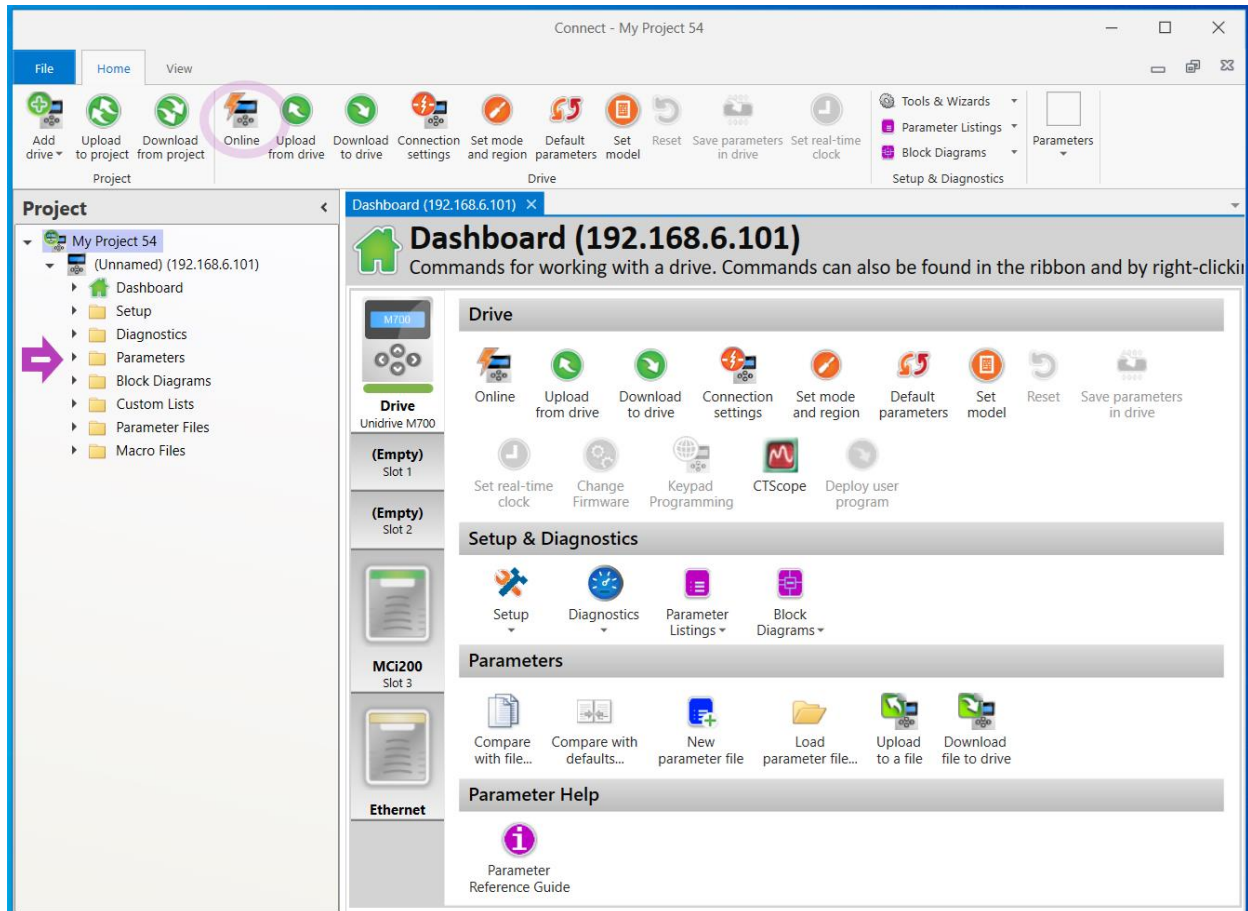 Connect - My Project 54
File Home View
Add drive
Upload to project
Download from project
Online
Upload from drive
Download to drive
Connection settings
Set mode and region
Default parameters
Set model
Reset
Save parameters in drive
Set real-time clock
Tools & Wizards
Parameter Listings
Block Diagrams
Parameters
Project
Drive
Setup & Diagnostics
Project
My Project 54
(Unnamed) (192.168.6.101)
Dashboard
Setup
Diagnostics
Parameters
Block Diagrams
Custom Lists
Parameter Files
Macro Files
Dashboard (192.168.6.101)
Dashboard (192.168.6.101)
Commands for working with a drive. Commands can also be found in the ribbon and by right-clicki
M700
Drive
Unidrive M700
(Empty)
Slot 1
(Empty)
Slot 2
MCi200
Slot 3
Ethernet
Drive
Online
Upload from drive
Download to drive
Connection settings
Set mode and region
Default parameters
Set model
Reset
Save parameters in drive
Set real-time clock
Change Firmware
Keypad Programming
CTScope
Deploy user program
Setup & Diagnostics
Setup
Diagnostics
Parameter Listings
Block Diagrams
Parameters
Compare with file...
Compare with defaults...
New parameter file
Load parameter file...
Upload to a file
Download file to drive
Parameter Help
Parameter Reference Guide